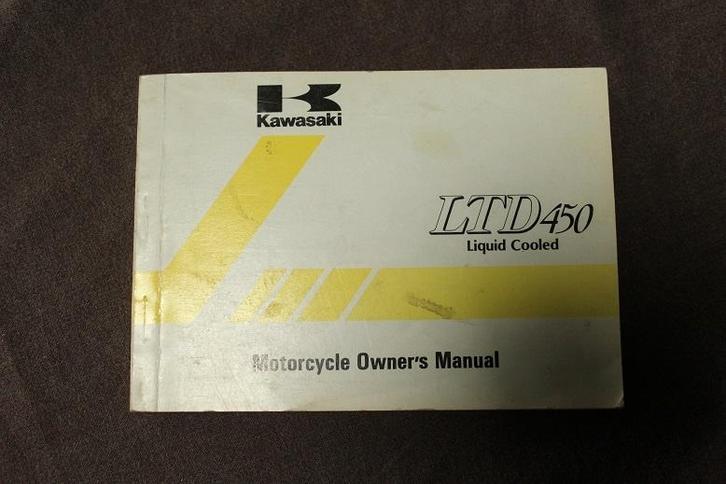 Kawasaki
LTD450
Liquid Cooled
Motorcycle Owner's Manual